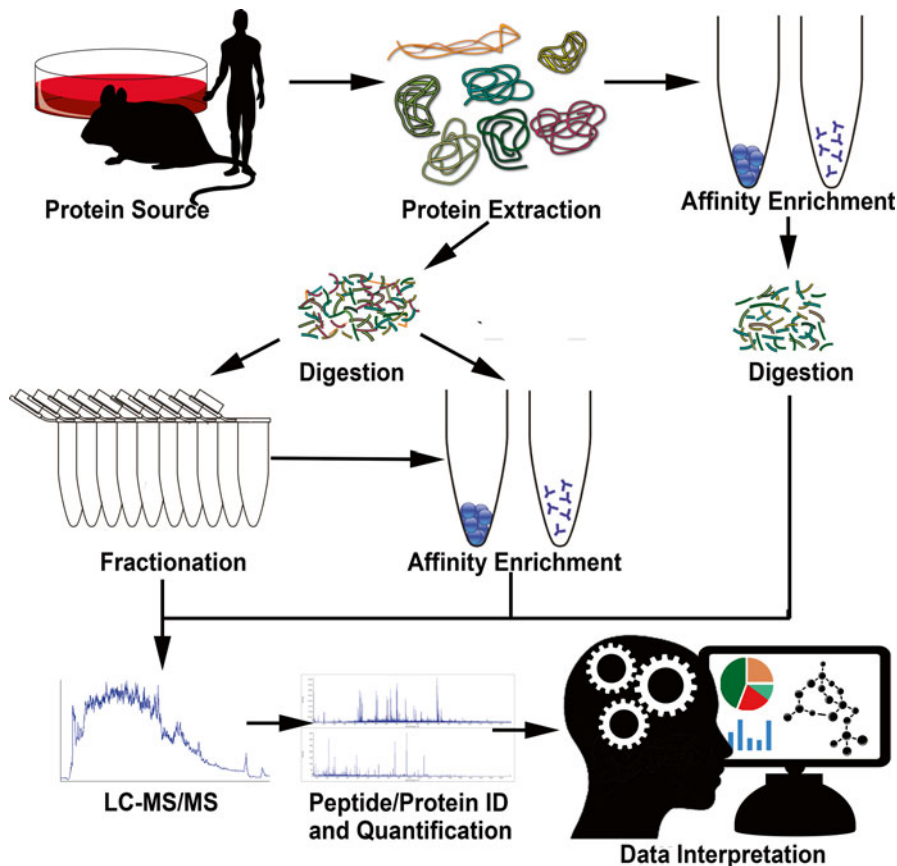 Protein Source
Protein Extraction
Affinity Enrichment
Digestion
Digestion
Fractionation
Affinity Enrichment
LC-MS/MS
Peptide/Protein ID
and Quantification
Data Interpretation